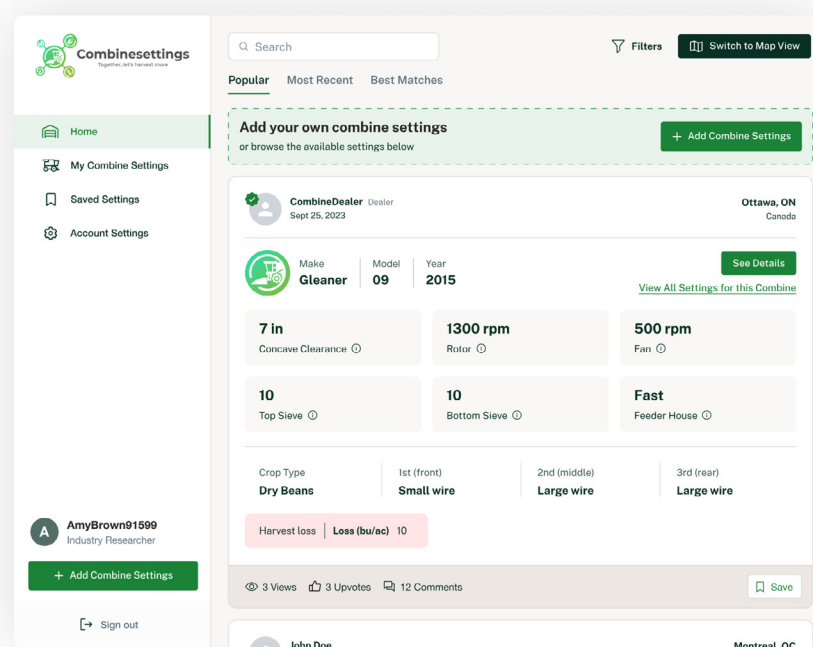 Combinesettings
Together, let's harvest more
Home
My Combine Settings
Saved Settings
Account Settings
AmyBrown91599
A
Industry Researcher
+ Add Combine Settings
Sign out
Search
Filters
Switch to Map View
Popular Most Recent Best Matches
Add your own combine settings
or browse the available settings below
+ Add Combine Settings
CombineDealer Dealer
Sept 25, 2023
Ottawa, ON
Canada
Make Model Year
Gleaner 09 2015
See Details
View All Settings for this Combine
7 in 1300 rpm 500 rpm
Concave Clearance Rotor Fan
10 10 Fast
Top Sieve Bottom Sieve Feeder House
Crop Type 1st (front) 2nd (middle) 3rd (rear)
Dry Beans Small wire Large wire Large wire
Harvest loss Loss (bu/ac) 10
3 Views 3 Upvotes 12 Comments
Save
John Doe
Montreal, QC